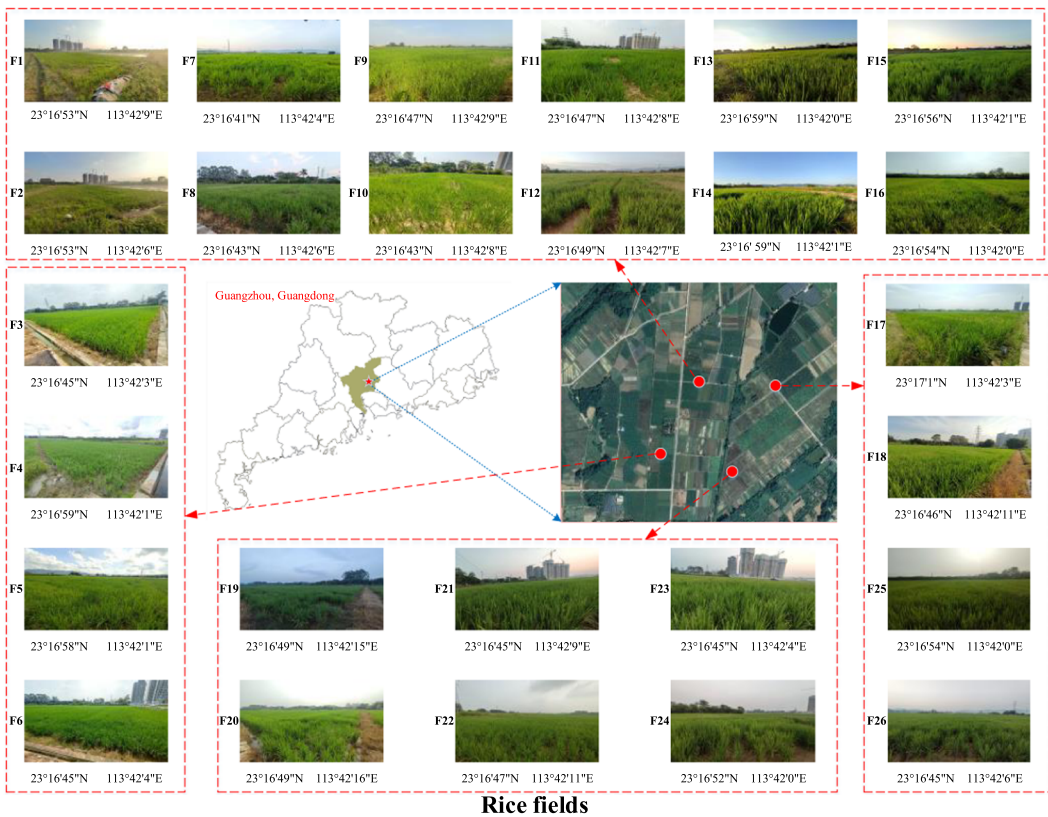 F1 F7 F9 F11 F13 F15
23°16'53"N 113°42'9"E 23°16'41"N 113°42'4"E 23°16'47"N 113°42'9"E 23°16'47"N 113°42'8"E 23°16'59"N 113°42'0"E 23°16'56"N 113°42'1"E
F2 F8 F10 F12 F14 F16
23°16'53"N 113°42'6"E 23°16'43"N 113°42'6"E 23°16'43"N 113°42'8"E 23°16'49"N 113°42'7"E 23°16' 59"N 113°42'1"E 23°16'54"N 113°42'0"E
F3
23°16'45"N 113°42'3"E
F4
23°16'59"N 113°42'1"E
F5
23°16'58"N 113°42'1"E
F6
23°16'45"N 113°42'4"E
Guangzhou, Guangdong
F17
23°17'1"N 113°42'3"E
F18
23°16'46"N 113°42'11"E
F25
23°16'54"N 113°42'0"E
F26
23°16'45"N 113°42'6"E
F19 F21 F23
23°16'49"N 113°42'15"E 23°16'45"N 113°42'9"E 23°16'45"N 113°42'4"E
F20 F22 F24
23°16'49"N 113°42'16"E 23°16'47"N 113°42'11"E 23°16'52"N 113°42'0"E
Rice fields